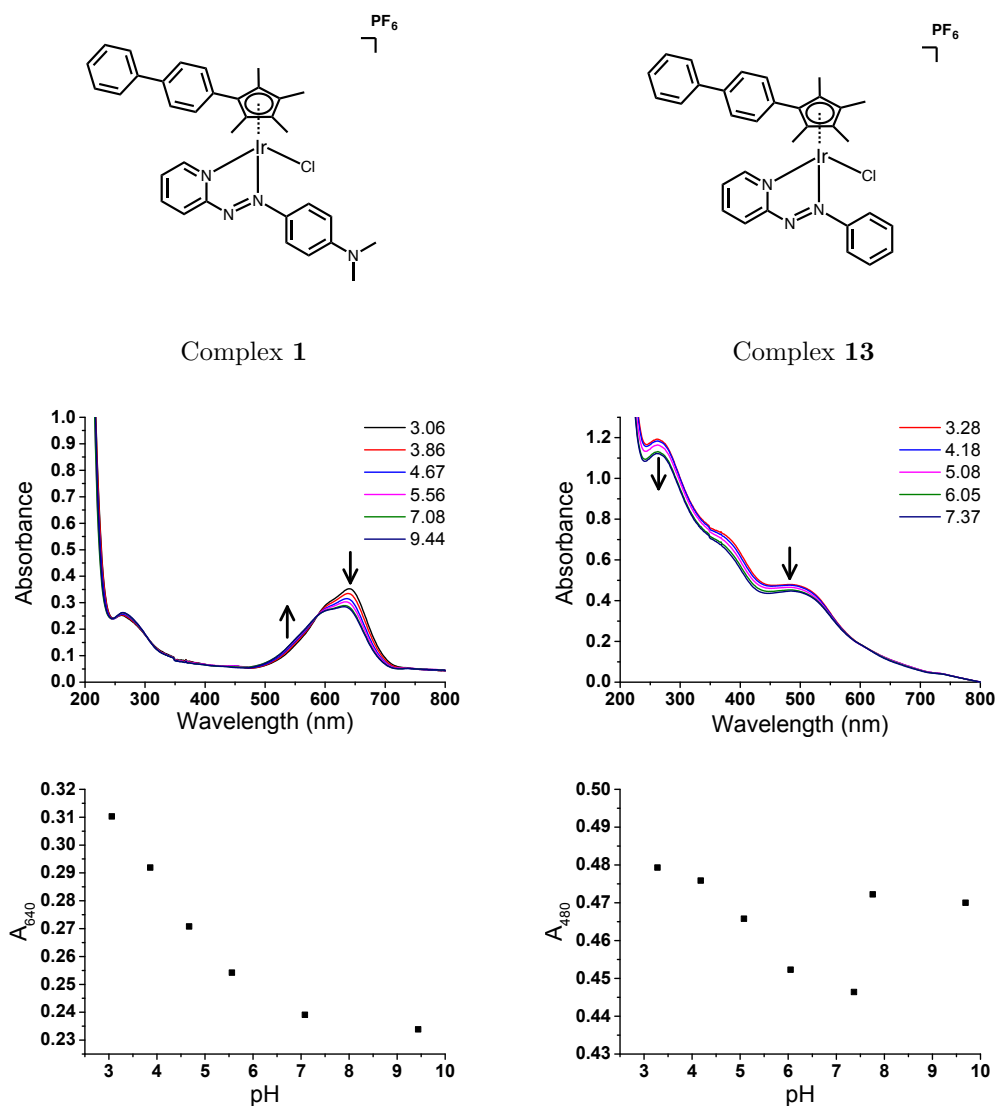 PF6
PF6
Ir
Cl
N
N
N
N
Ir
Cl
N
N
N
Complex 1
Complex 13
1.0
0.9
0.8
0.7
0.6
0.5
0.4
0.3
0.2
0.1
0.0
Absorbance
3.06
3.86
4.67
5.56
7.08
9.44
200 300 400 500 600 700 800
Wavelength (nm)
1.2
1.0
0.8
0.6
0.4
0.2
0.0
Absorbance
3.28
4.18
5.08
6.05
7.37
200 300 400 500 600 700 800
Wavelength (nm)
0.32
0.31
0.30
0.29
0.28
0.27
0.26
0.25
0.24
0.23
A640
3 4 5 6 7 8 9 10
pH
0.50
0.49
0.48
0.47
0.46
0.45
0.44
0.43
A480
3 4 5 6 7 8 9 10
pH